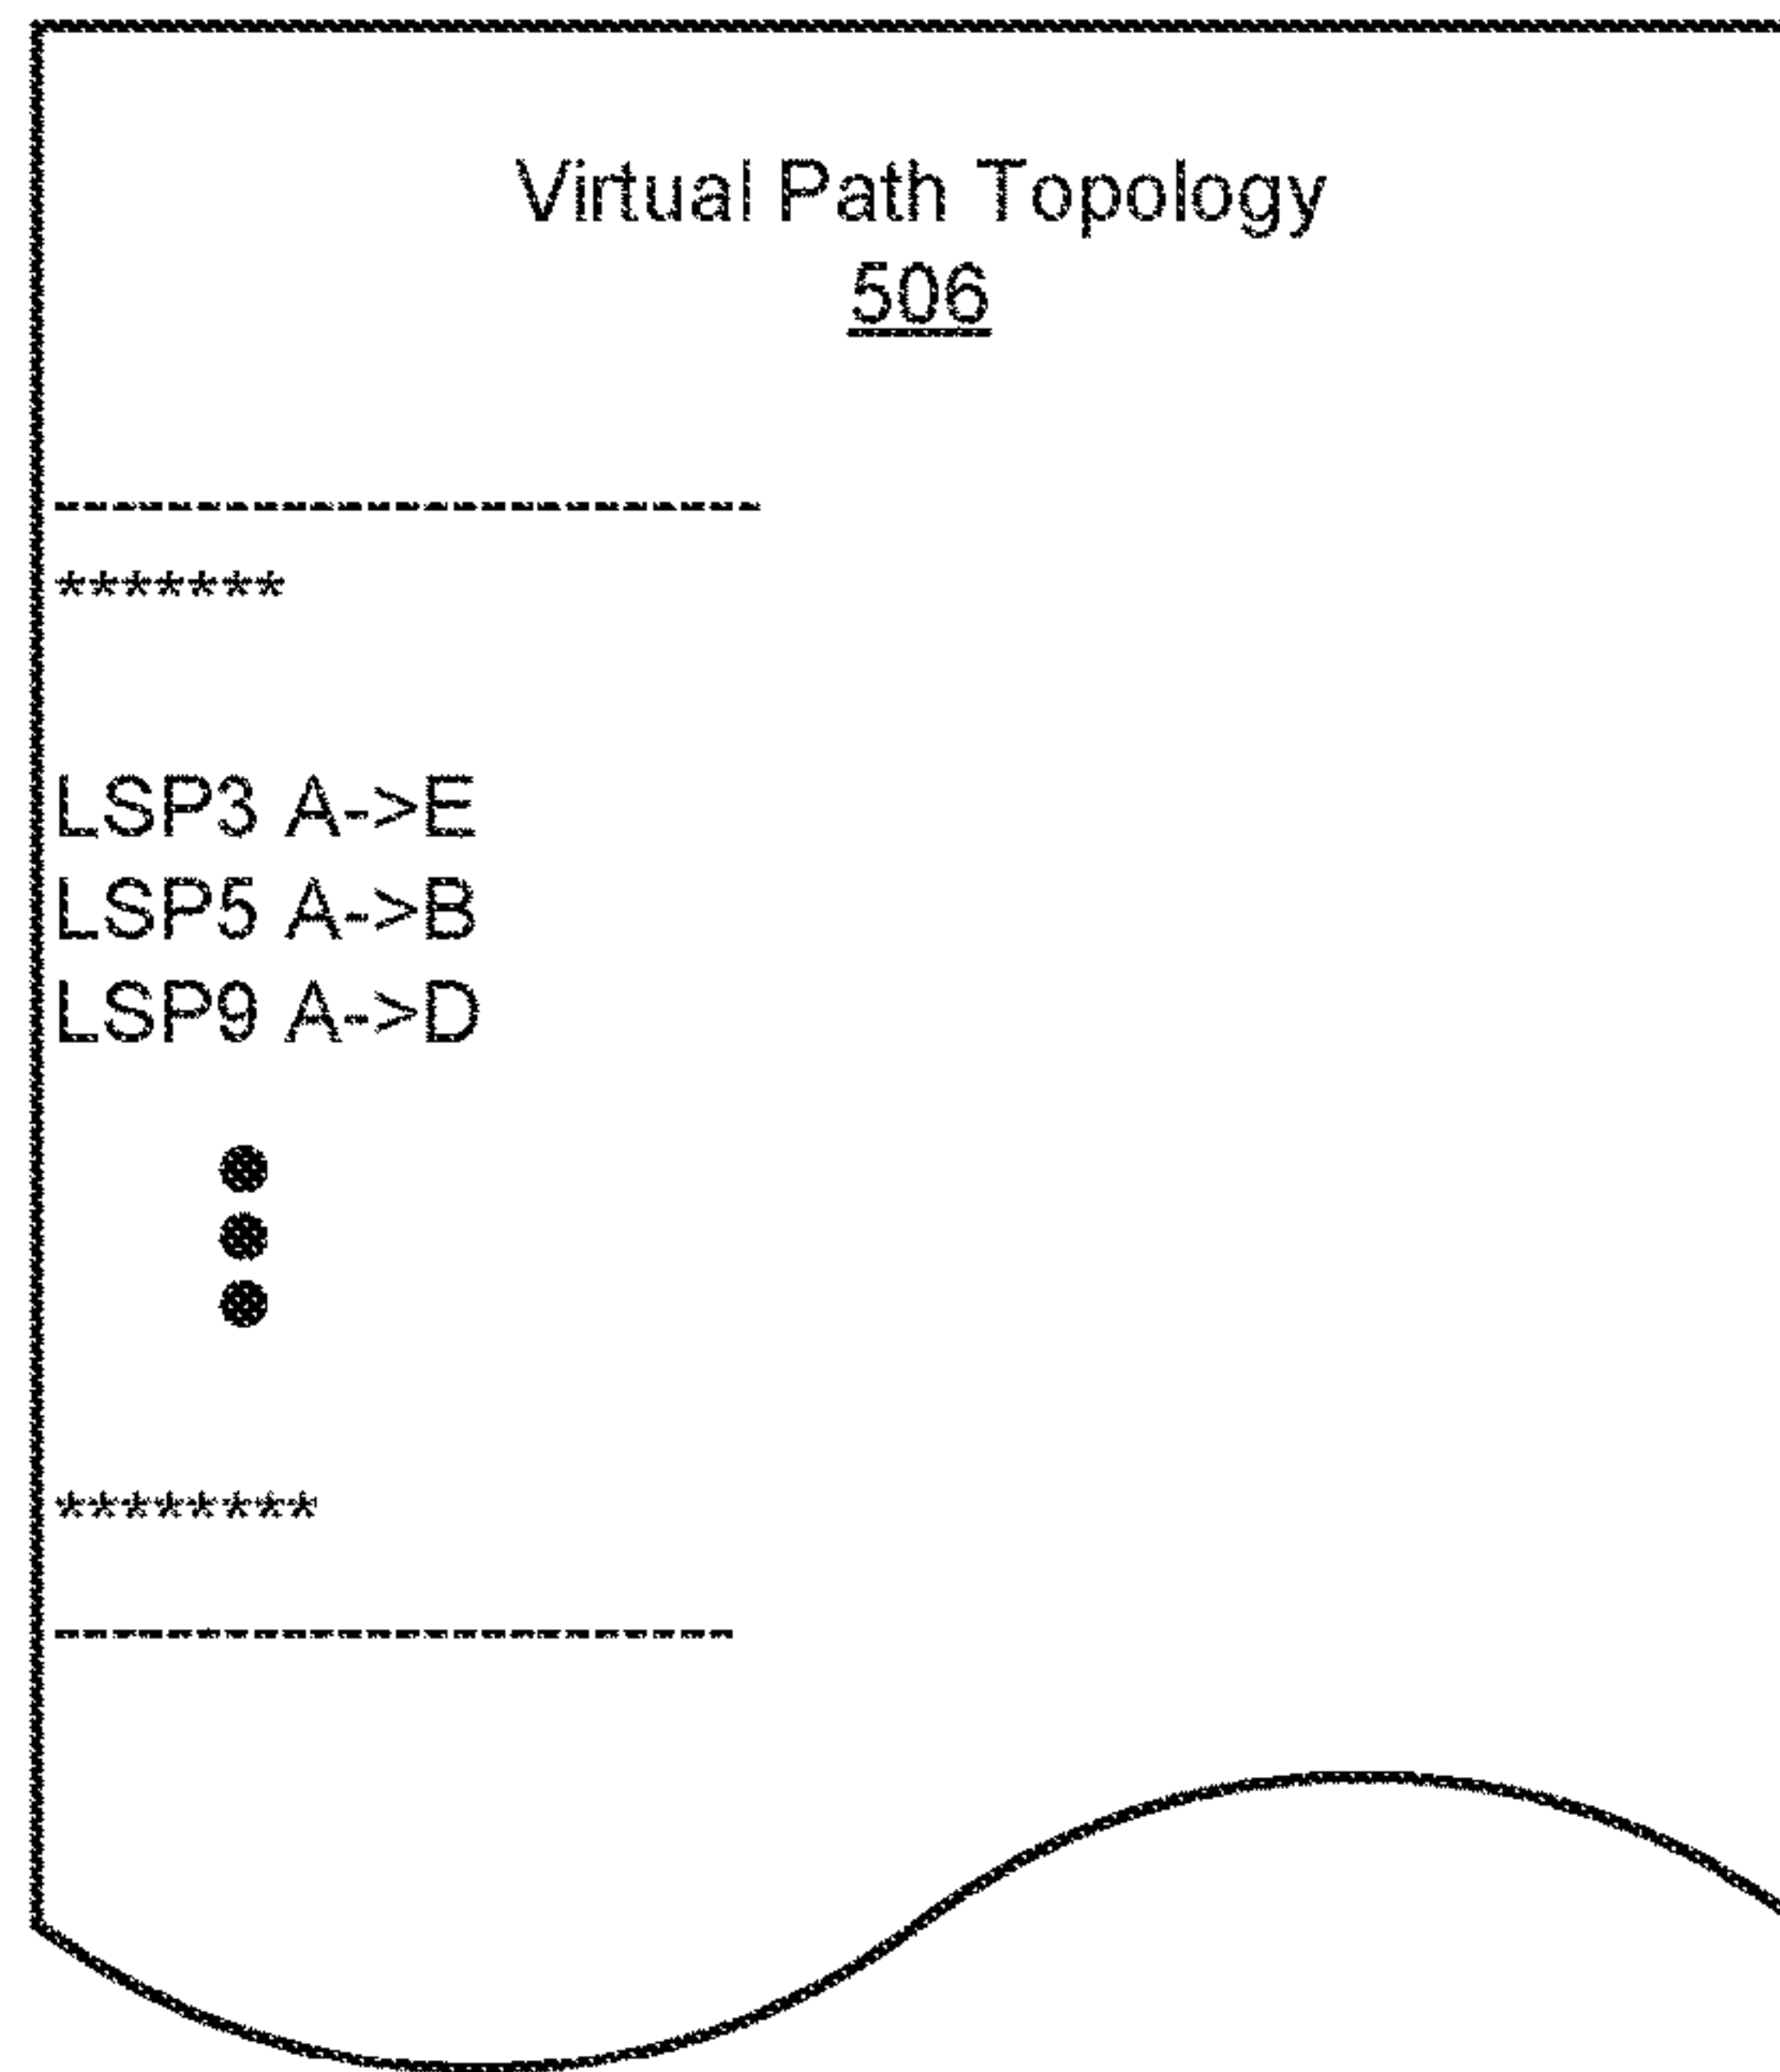 Virtual Path Topology
506
-------------------------
*******
LSP3 A->E
LSP5 A->B
LSP9 A->D
********
------------------------